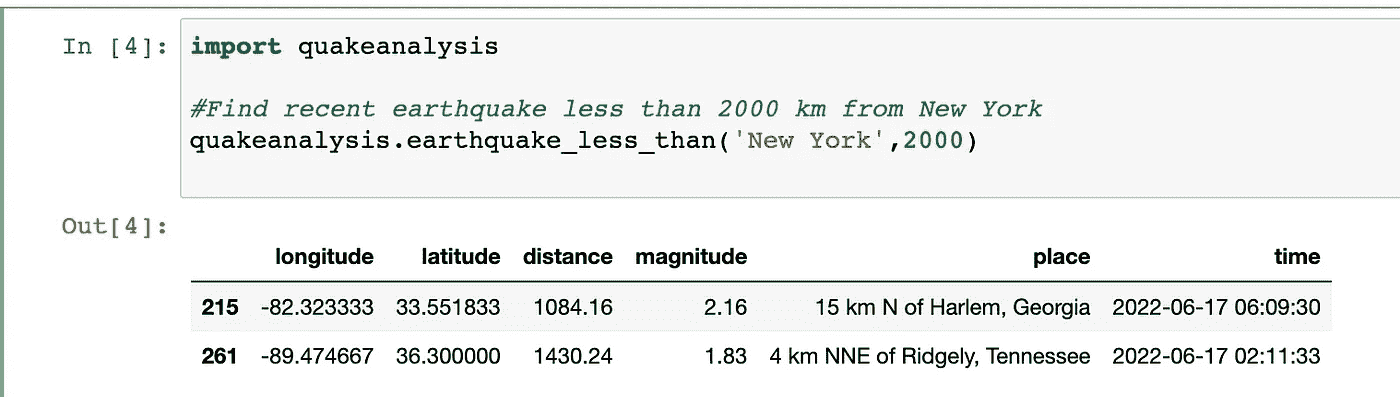 In [4]: import quakeanalysis
#Find recent earthquake less than 2000 km from New York
quakeanalysis.earthquake_less_than('New York',2000)
Out[4]:
longitude latitude distance magnitude place time
215 -82.323333 33.551833 1084.16 2.16 15 km N of Harlem, Georgia 2022-06-17 06:09:30
261 -89.474667 36.300000 1430.24 1.83 4 km NNE of Ridgely, Tennessee 2022-06-17 02:11:33